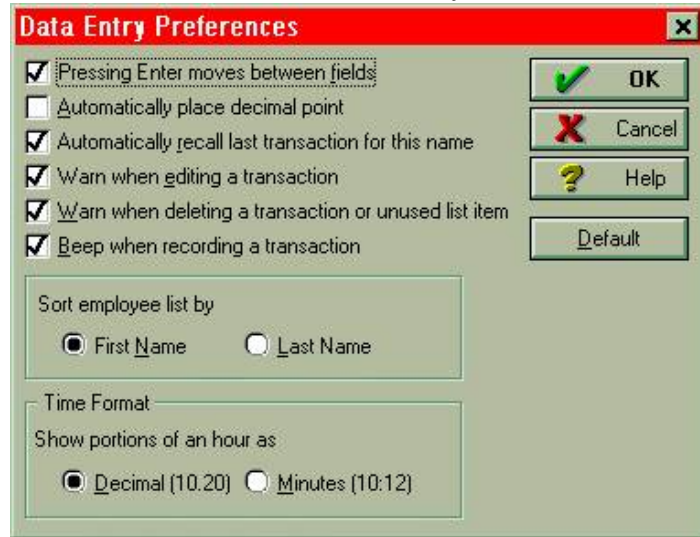 Data Entry Preferences
Pressing Enter moves between fields
Automatically place decimal point
Automatically recall last transaction for this name
Warn when editing a transaction
Warn when deleting a transaction or unused list item
Beep when recording a transaction
OK
Cancel
Help
Default
Sort employee list by
First Name Last Name
Time Format
Show portions of an hour as
Decimal (10.20) Minutes (10:12)